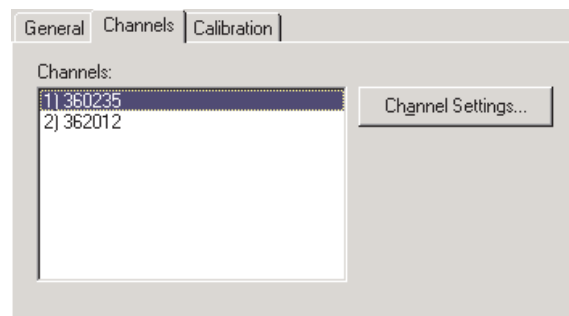 General Channels Calibration
Channels:
1) 360235
Channel Settings...
2) 362012